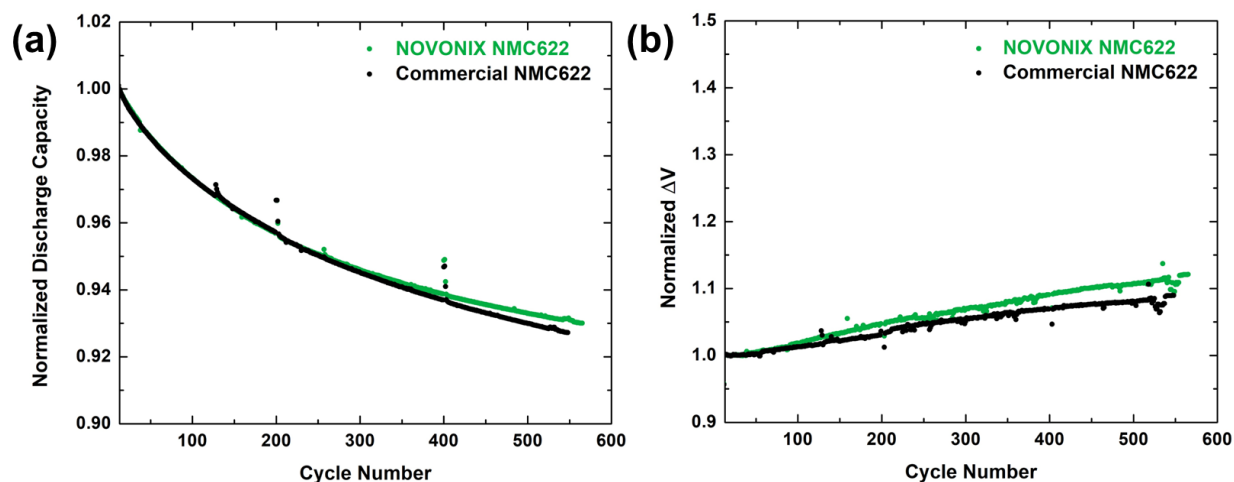 (a)
NOVONIX NMC622
Commercial NMC622
Normalized Discharge Capacity
1.02
1.00
0.98
0.96
0.94
0.92
0.90
100 200 300 400 500 600
Cycle Number
(b)
NOVONIX NMC622
Commercial NMC622
Normalized ΔV
1.5
1.4
1.3
1.2
1.1
1.0
0.9
100 200 300 400 500 600
Cycle Number